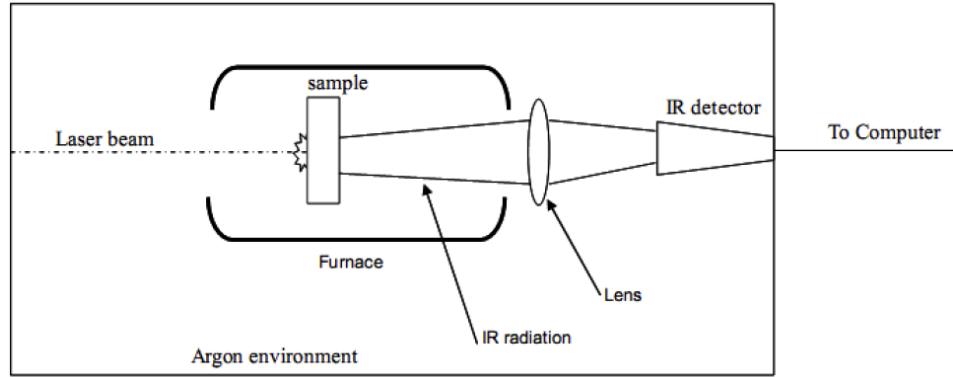 sample
IR detector
To Computer
Laser beam
Furnace
Lens
IR radiation
Argon environment